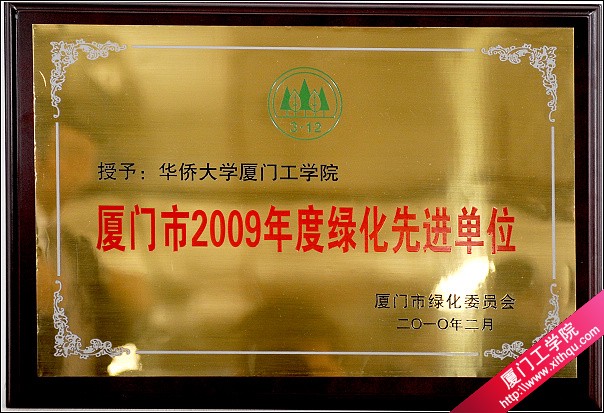 3·12
授予：华侨大学厦门工学院
厦门市2009年度绿化先进单位
厦门市绿化委员会
二〇一〇年二月
厦门工学院
http://www.xithqu.com